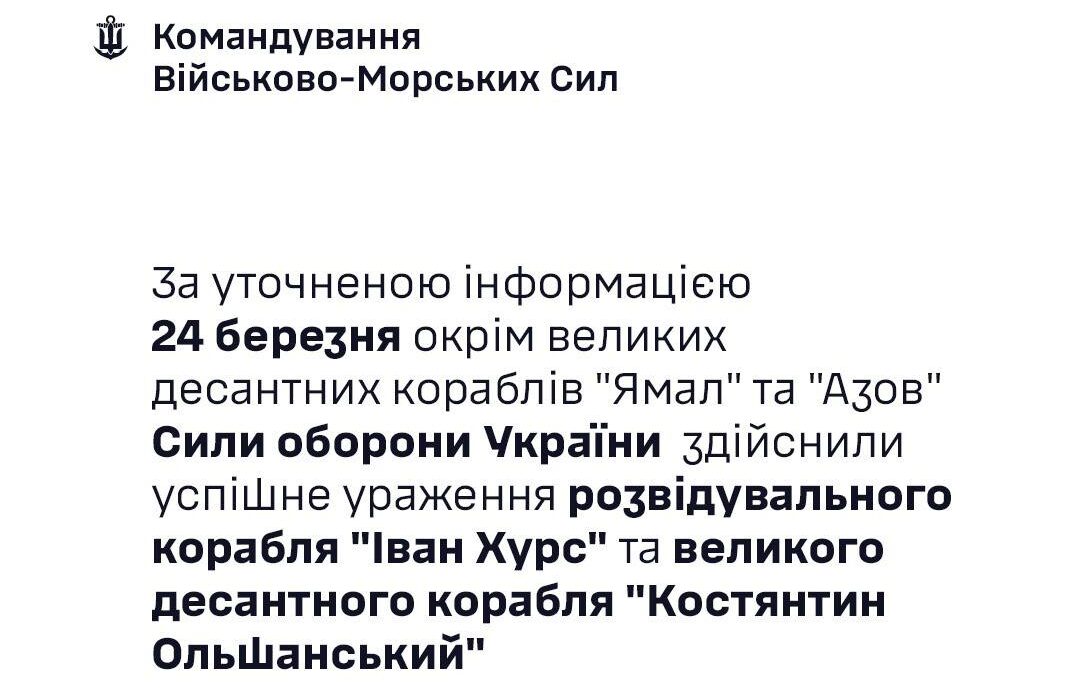 Командування
Військово-Морських Сил
За уточненою інформацією
24 березня окрім великих
десантних кораблів "Ямал" та "Азов"
Сили оборони України здійснили
успішне ураження розвідувального
корабля "Іван Хурс" та великого
десантного корабля "Костянтин
Ольшанський"